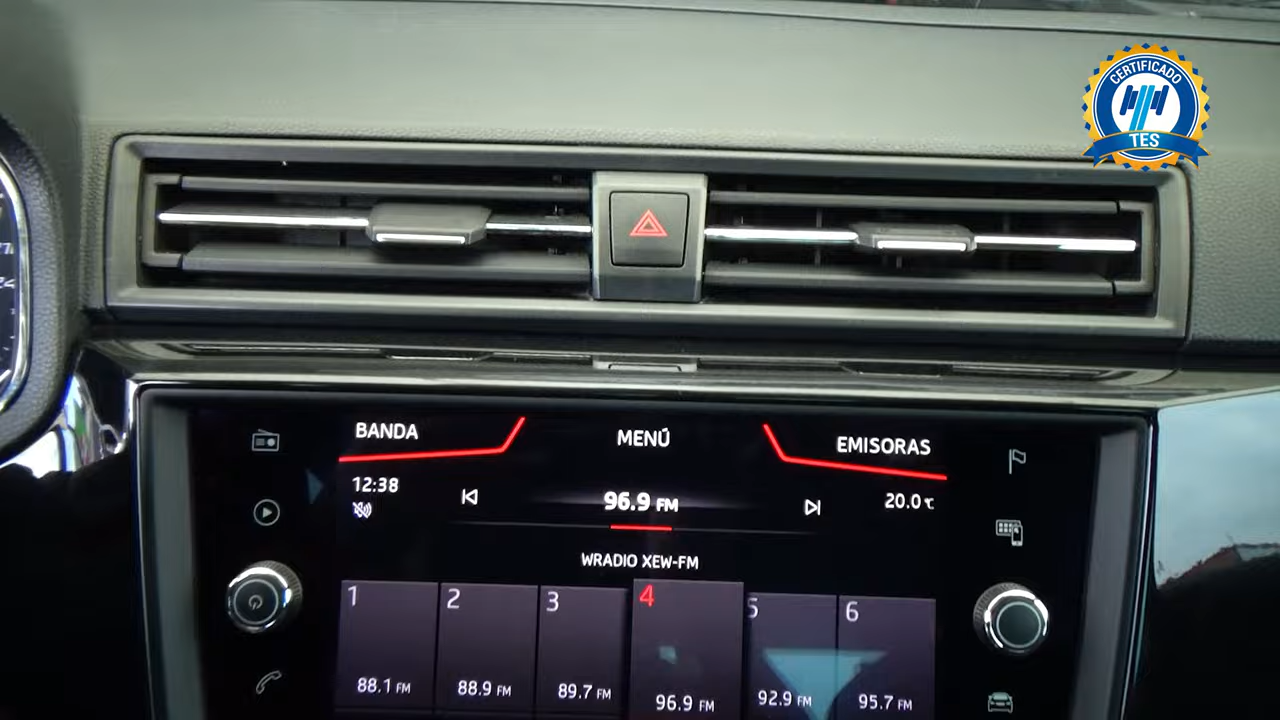 CERTIFICADO
TES
BANDA
MENÚ
EMISORAS
12:38
96.9 FM
20.0 ℃
WRADIO XEW-FM
1
2
3
4
5
6
88.1 FM
88.9 FM
89.7 FM
96.9 FM
92.9 FM
95.7 FM